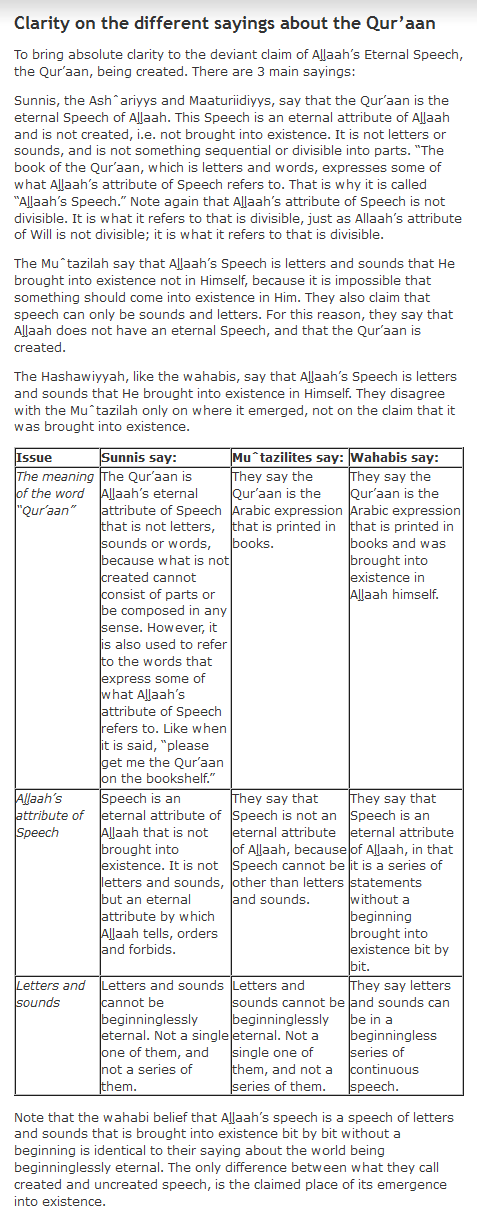 Clarity on the different sayings about the Qur’aan
To bring absolute clarity to the deviant claim of Aļļaah’s Eternal Speech,
the Qur’aan, being created. There are 3 main sayings:
Sunnis, the Ashˆariyys and Maaturiidiyys, say that the Qur’aan is the
eternal Speech of Aļļaah. This Speech is an eternal attribute of Aļļaah
and is not created, i.e. not brought into existence. It is not letters or
sounds, and is not something sequential or divisible into parts. “The
book of the Qur’aan, which is letters and words, expresses some of
what Aļļaah’s attribute of Speech refers to. That is why it is called
“Aļļaah’s Speech.” Note again that Aļļaah’s attribute of Speech is not
divisible. It is what it refers to that is divisible, just as Allaah’s attribute
of Will is not divisible; it is what it refers to that is divisible.
The Muˆtazilah say that Aļļaah’s Speech is letters and sounds that He
brought into existence not in Himself, because it is impossible that
something should come into existence in Him. They also claim that
speech can only be sounds and letters. For this reason, they say that
Aļļaah does not have an eternal Speech, and that the Qur’aan is
created.
The Hashawiyyah, like the wahabis, say that Aļļaah’s Speech is letters
and sounds that He brought into existence in Himself. They disagree
with the Muˆtazilah only on where it emerged, not on the claim that it
was brought into existence.
Issue
Sunnis say:
Muˆtazilites say:
Wahabis say:
The meaning
of the word
“Qur’aan”
The Qur’aan is
Aļļaah’s eternal
attribute of Speech
that is not letters,
sounds or words,
because what is not
created cannot
consist of parts or
be composed in any
sense. However, it
is also used to refer
to the words that
express some of
what Aļļaah’s
attribute of Speech
refers to. Like when
it is said, “please
get me the Qur’aan
on the bookshelf.”
They say the
Qur’aan is the
Arabic expression
that is printed in
books.
They say the
Qur’aan is the
Arabic expression
that is printed in
books and was
brought into
existence in
Aļļaah himself.
Aļļaah’s
attribute of
Speech
Speech is an
eternal attribute of
Aļļaah that is not
brought into
existence. It is not
letters and sounds,
but an eternal
attribute by which
Aļļaah tells, orders
and forbids.
They say that
Speech is not an
eternal attribute
of Aļļaah, because
Speech cannot be
other than letters
and sounds.
They say that
Speech is an
eternal attribute
of Aļļaah, in that
it is a series of
statements
without a
beginning
brought into
existence bit by
bit.
Letters and
sounds
Letters and sounds
cannot be
beginninglessly
eternal. Not a single
one of them, and
not a series of
them.
Letters and
sounds cannot be
beginninglessly
eternal. Not a
single one of
them, and not a
series of them.
They say letters
and sounds can
be in a
beginningless
series of
continuous
speech.
Note that the wahabi belief that Aļļaah’s speech is a speech of letters
and sounds that is brought into existence bit by bit without a
beginning is identical to their saying about the world being
beginninglessly eternal. The only difference between what they call
created and uncreated speech, is the claimed place of its emergence
into existence.